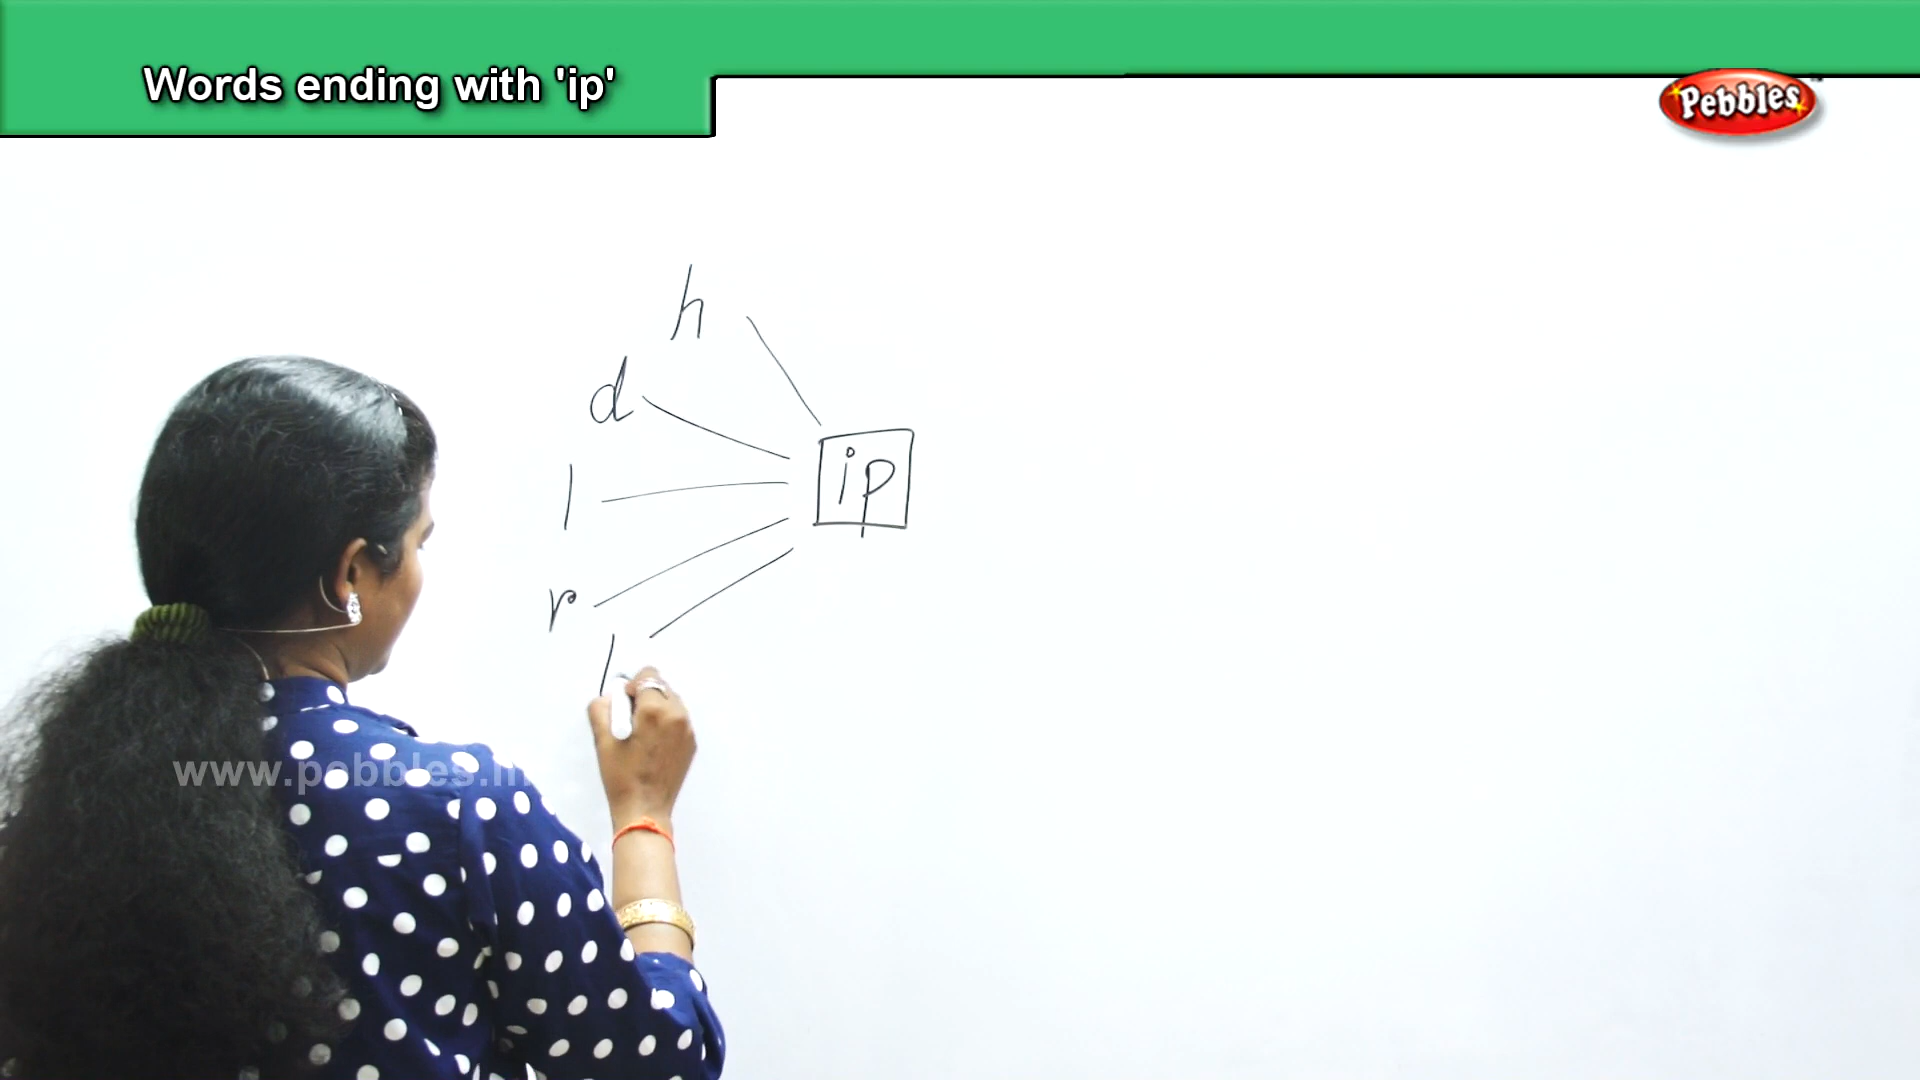 Words ending with 'ip'
Pebbles
h
d
l
ip
r
www.pebbles.in